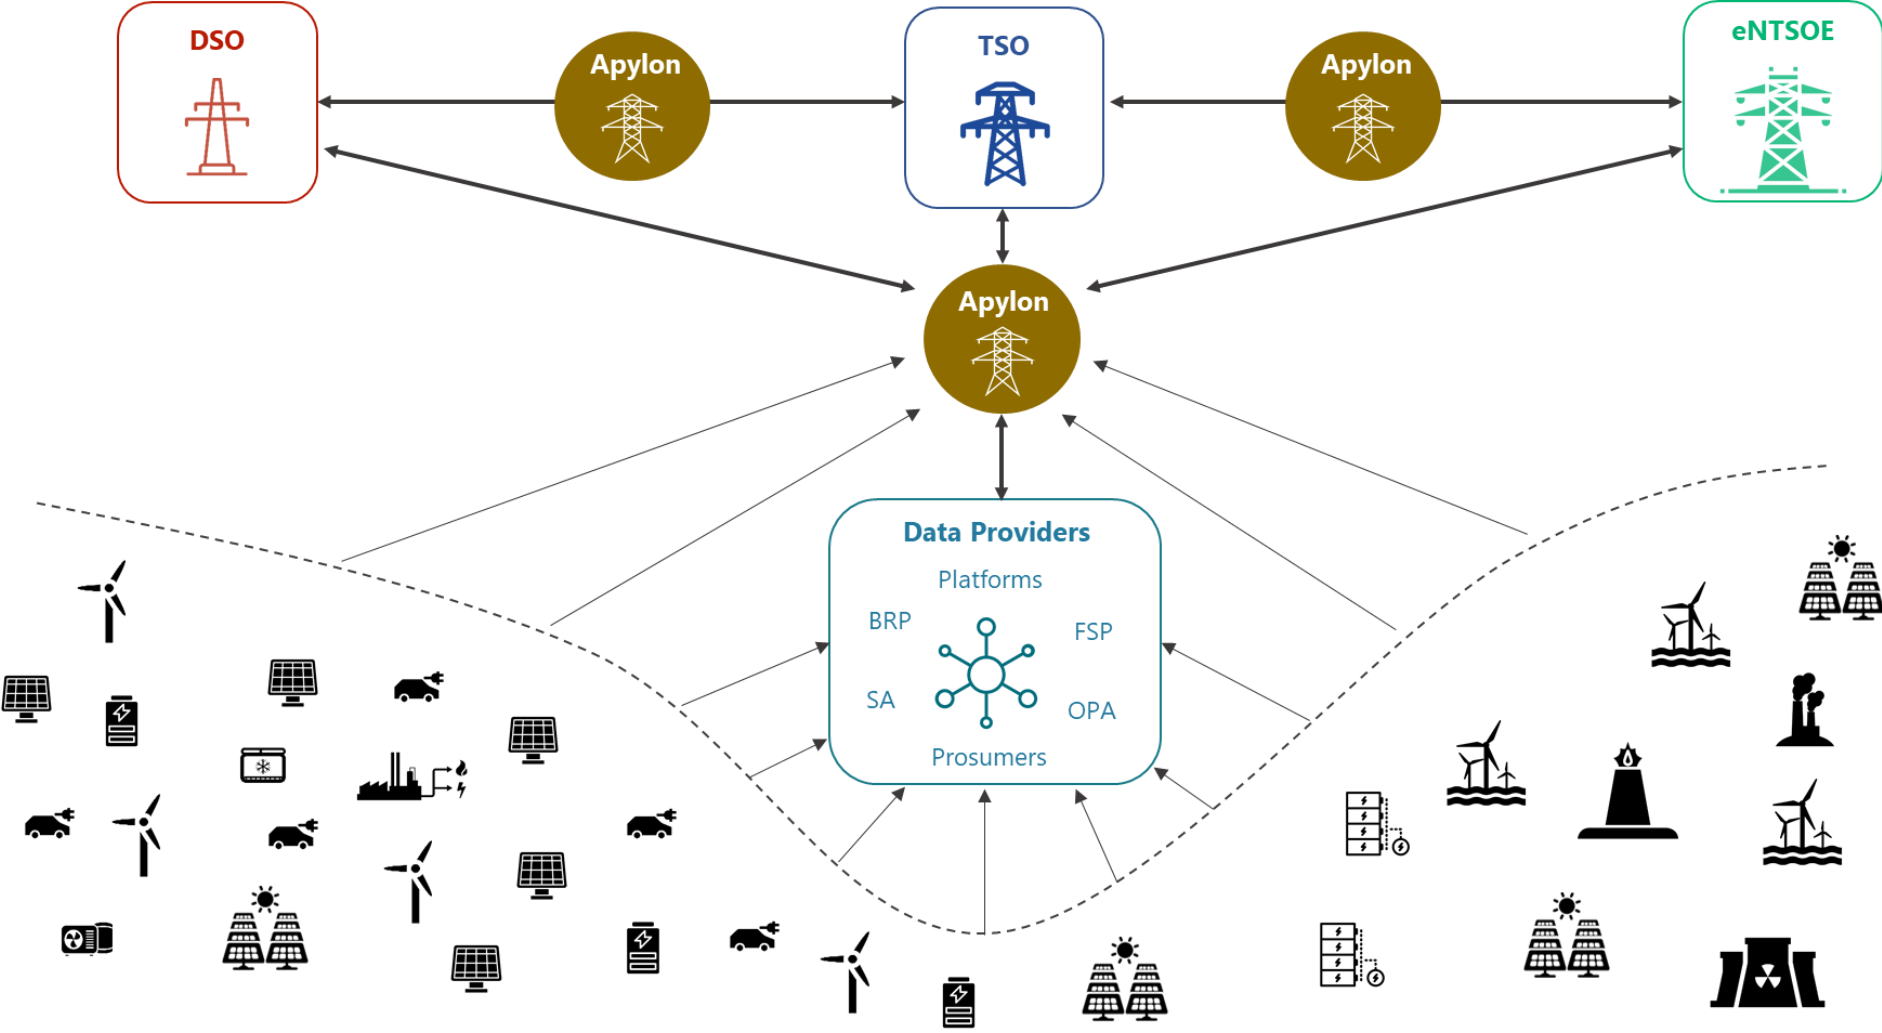 DSO
Apylon
TSO
Apylon
eNTSOE
Apylon
Data Providers
Platforms
BRP
FSP
SA
OPA
Prosumers